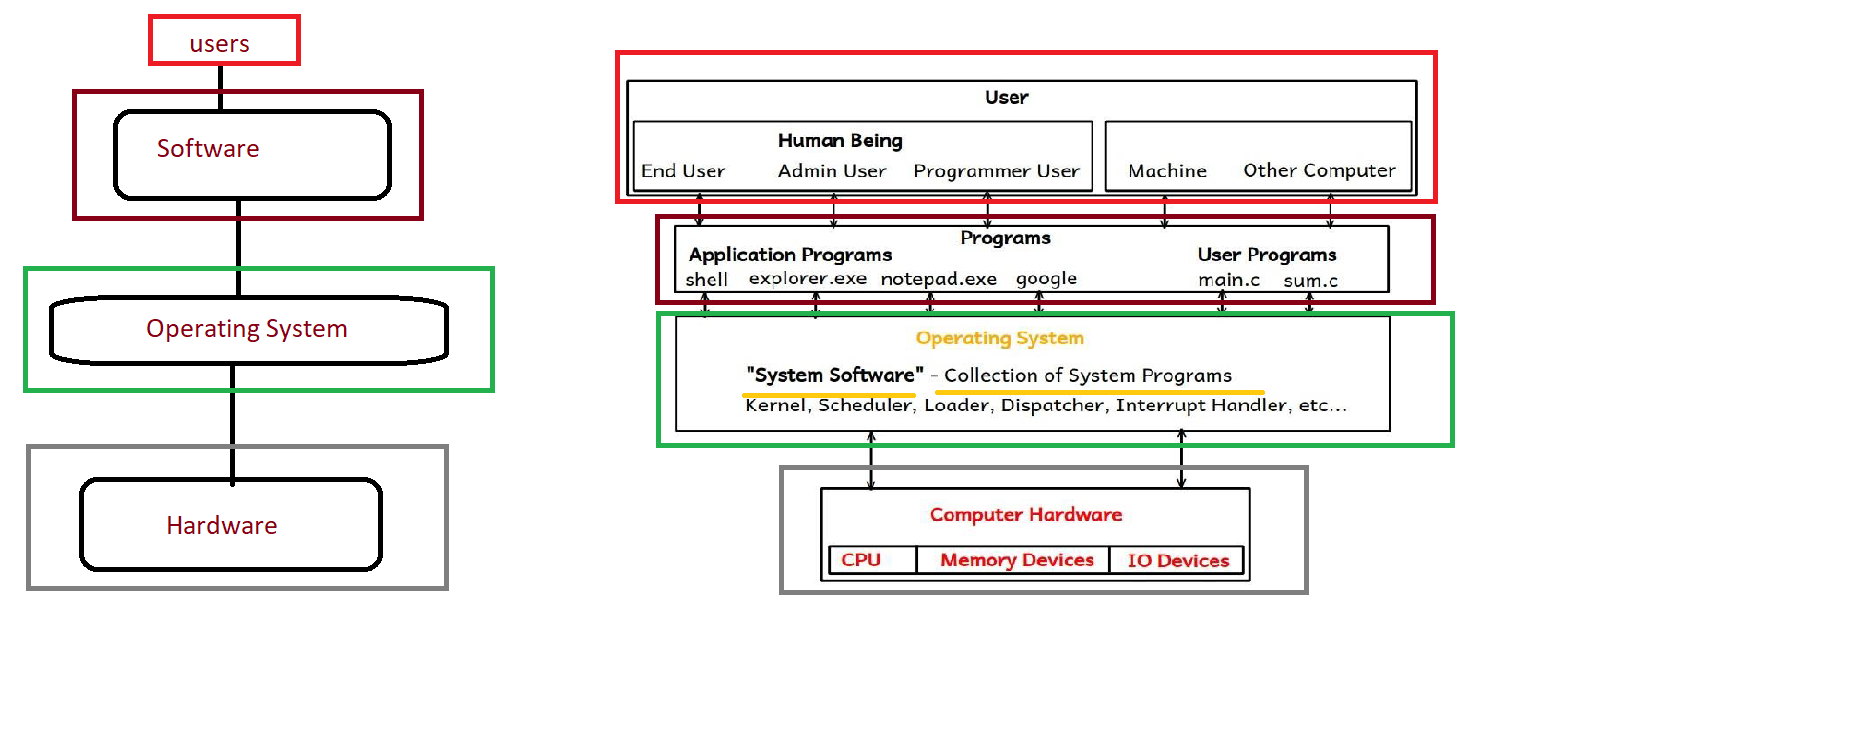 users
Software
Operating System
Hardware
User
Human Being
End User Admin User Programmer User
Machine Other Computer
Programs
Application Programs User Programs
shell explorer.exe notepad.exe google main.c sum.c
Operating System
"System Software" - Collection of System Programs
Kernel, Scheduler, Loader, Dispatcher, Interrupt Handler, etc...
Computer Hardware
CPU Memory Devices IO Devices